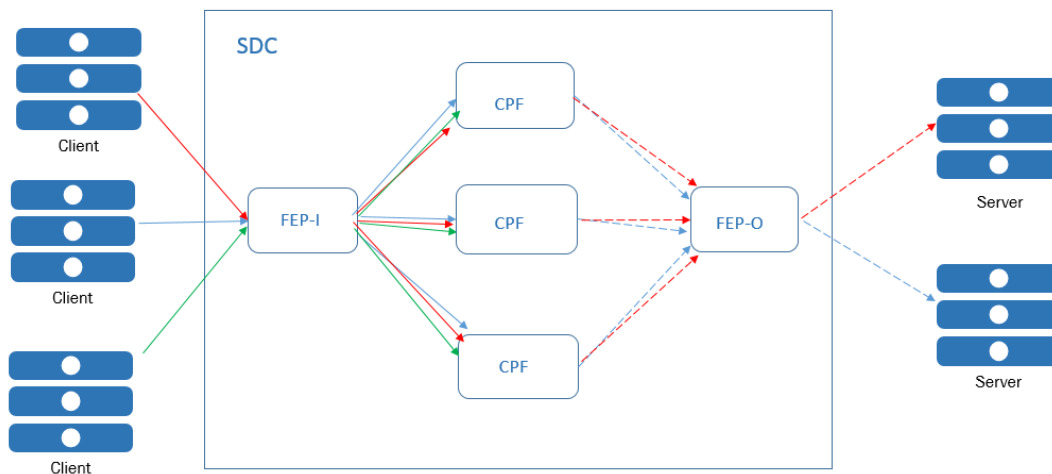 SDC
Client
Client
Client
FEP-I
CPF
CPF
CPF
FEP-O
Server
Server